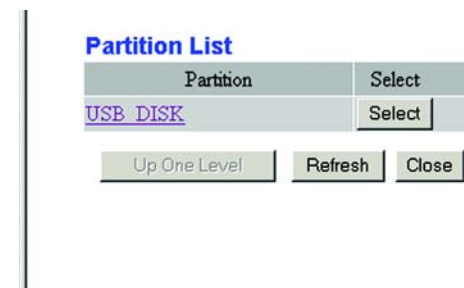 Partition List
Partition Select
USB DISK Select
Up One Level Refresh Close